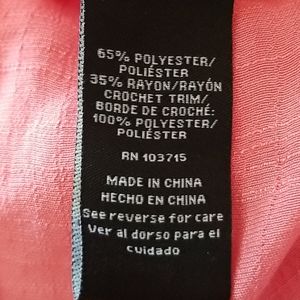 65% POLYESTER/
POLIÉSTER
35% RAYON/RAYÓN
CROCHET TRIM/
BORDE DE CROCHÉ:
100% POLYESTER/
POLIÉSTER
RN 103715
MADE IN CHINA
HECHO EN CHINA
See reverse for care
Ver al dorso para el
cuidado